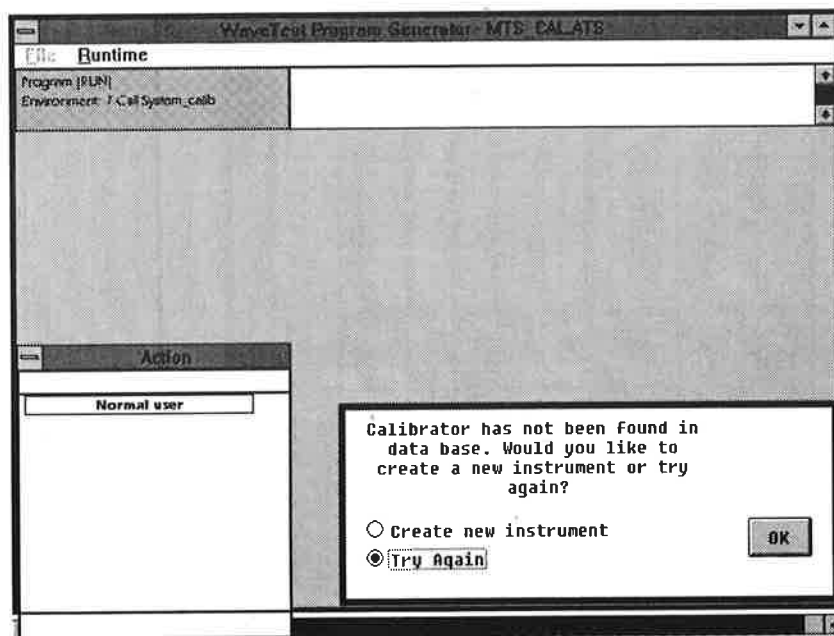 WaveTest Program Generator - MTS_CAL.ATS
File Runtime
Program [RUN]
Environment: / Call System_calib
Action
Normal user
Calibrator has not been found in
data base. Would you like to
create a new instrument or try
again?
Create new instrument
Try Again
OK